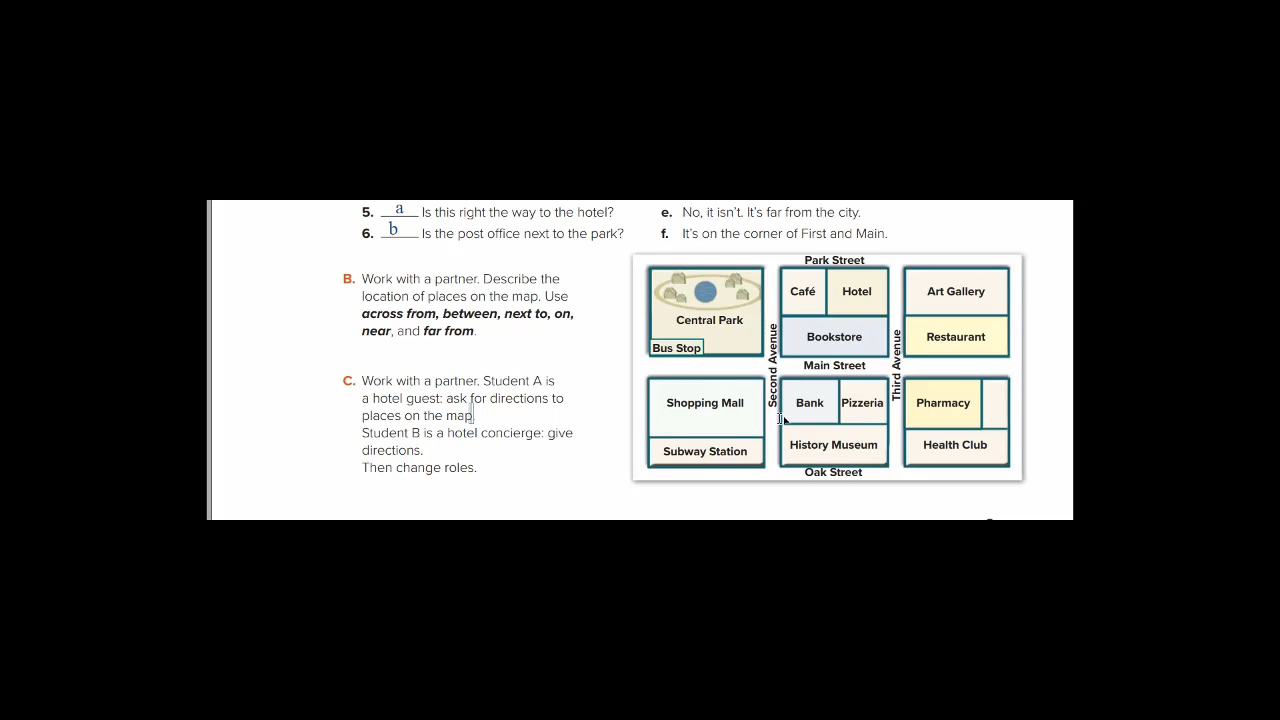 5. a Is this right the way to the hotel?
e. No, it isn't. It's far from the city.
6. b Is the post office next to the park?
f. It's on the corner of First and Main.
B. Work with a partner. Describe the
location of places on the map. Use
across from, between, next to, on,
near, and far from.
C. Work with a partner. Student A is
a hotel guest: ask for directions to
places on the map.
Student B is a hotel concierge: give
directions.
Then change roles.
Park Street
Café
Hotel
Art Gallery
Central Park
Bookstore
Restaurant
Bus Stop
Second Avenue
Main Street
Third Avenue
Shopping Mall
Bank
Pizzeria
Pharmacy
Subway Station
History Museum
Health Club
Oak Street